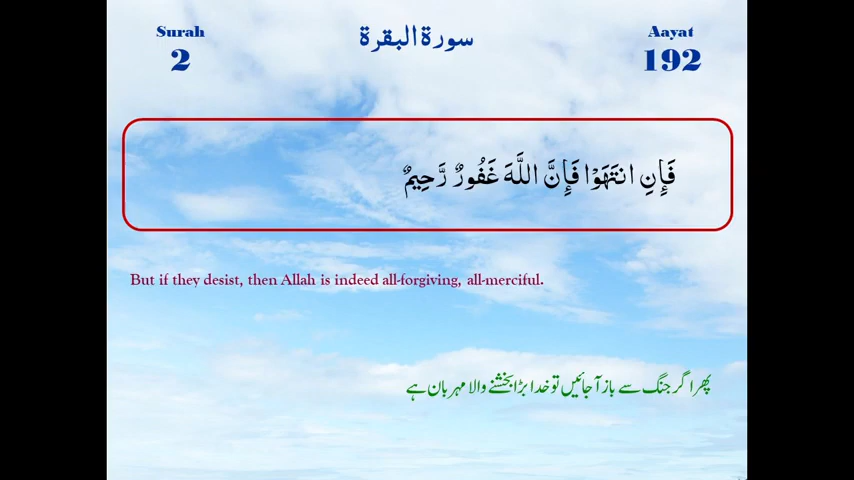 Surah
2
سورة البقرة
Aayat
192
فَإِنِ انتَهَوْا فَإِنَّ اللَّهَ غَفُورٌ رَّحِيمٌ
But if they desist, then Allah is indeed all-forgiving, all-merciful.
پھر اگر جنگ سے باز آجائیں تو خدا بڑا بخشنے والا مہربان ہے